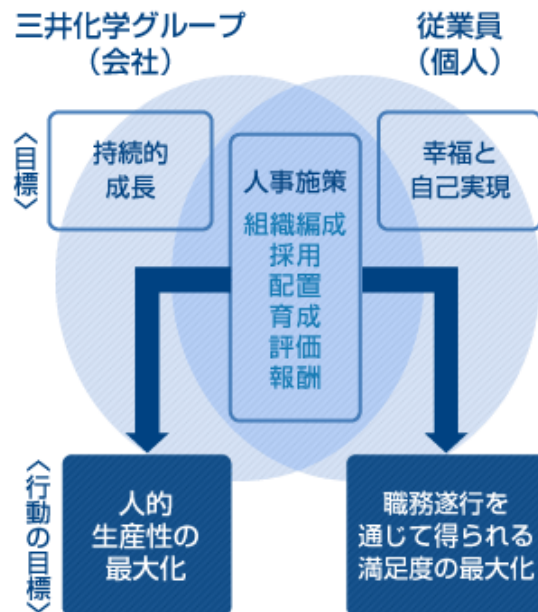 三井化学グループ
（会社）
従業員
（個人）
〈目標〉
持続的
成長
人事施策
組織編成
採用
配置
育成
評価
報酬
幸福と
自己実現
〈行動の目標〉
人的
生産性の
最大化
職務遂行を
通じて得られる
満足度の最大化